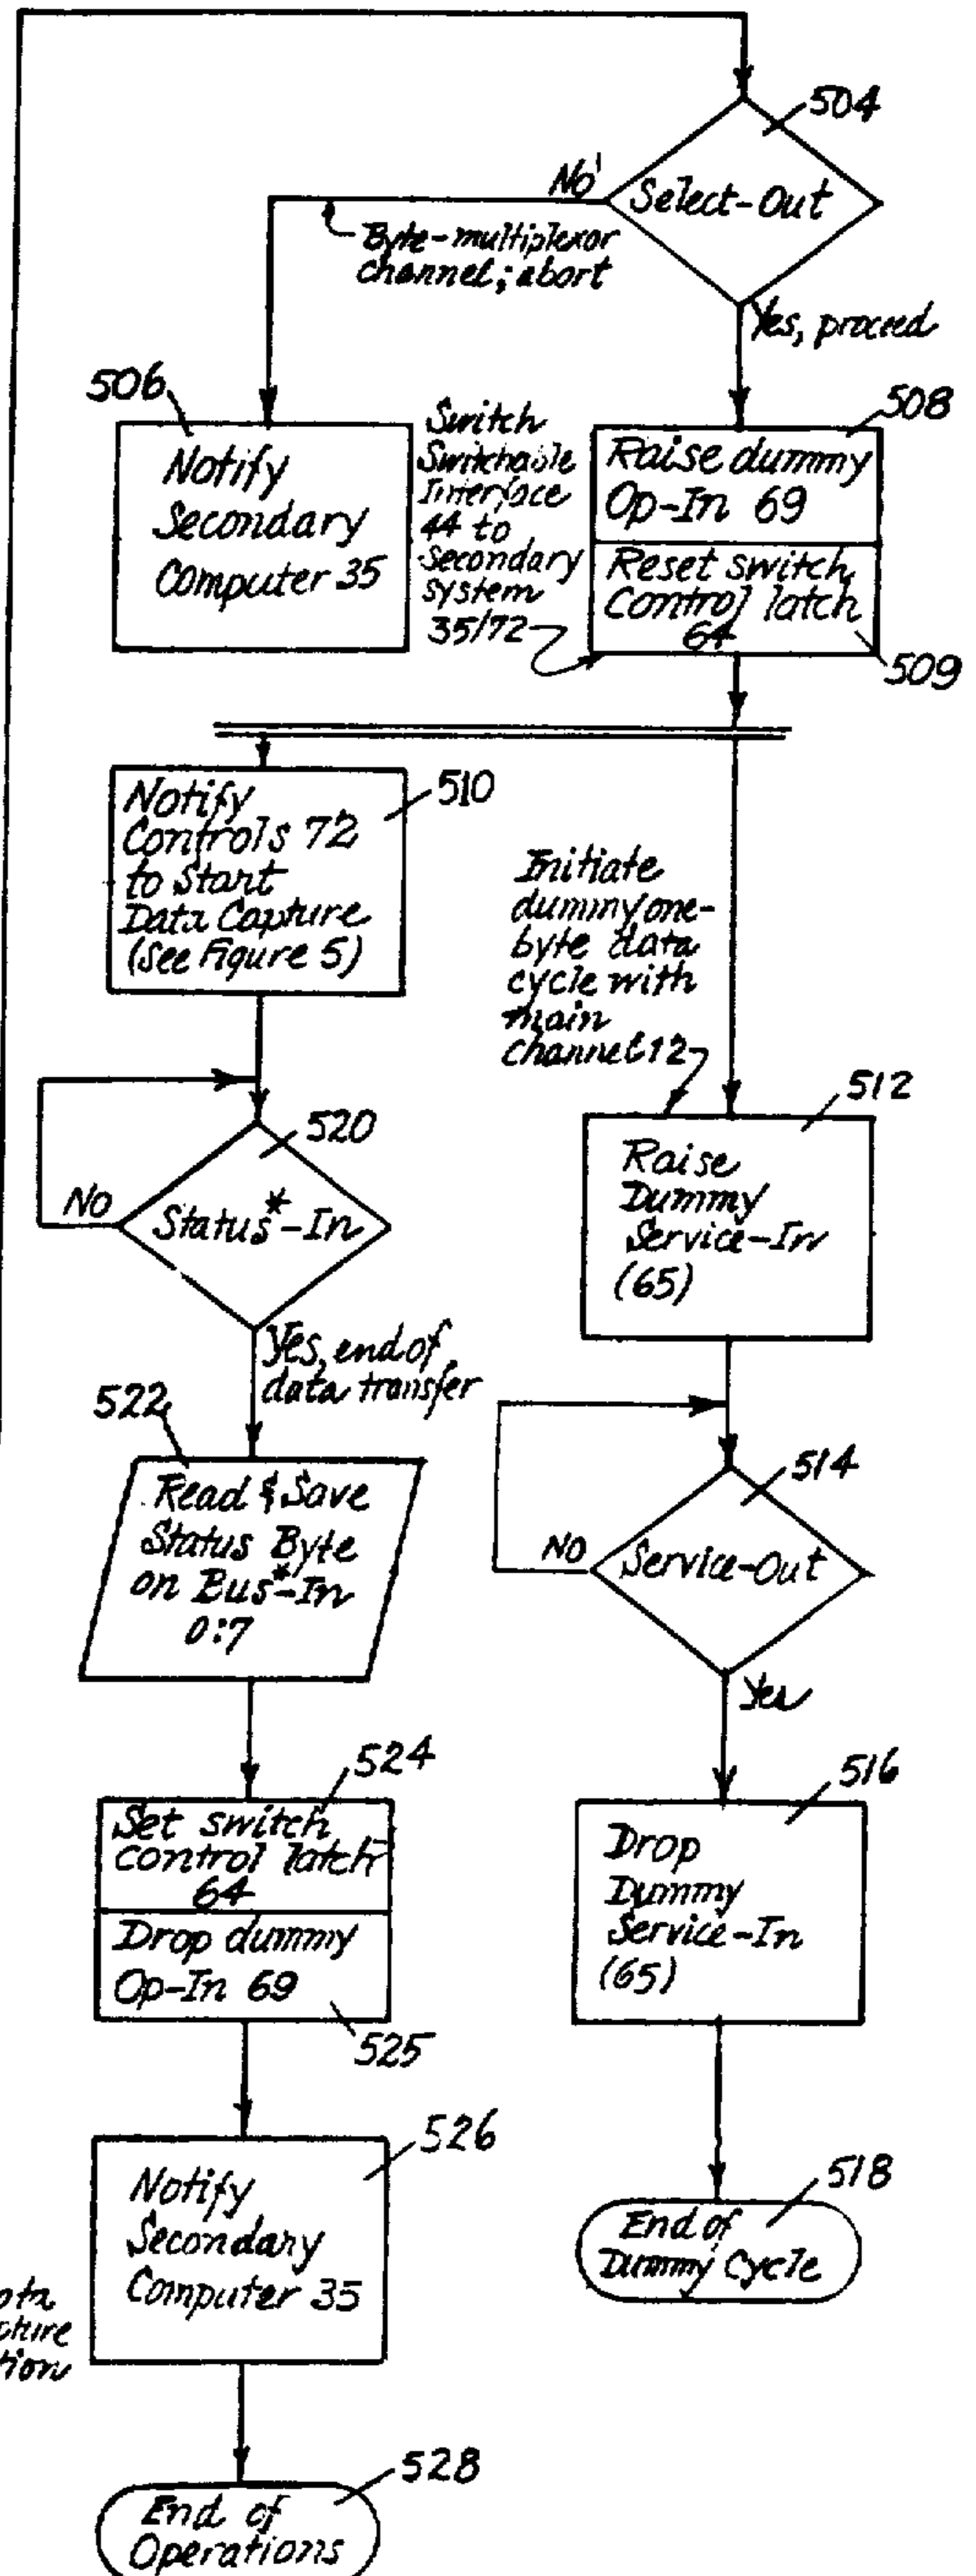 504
Select-Out
No
Byte-multiplexor
channel; abort
Yes, proceed
506
Notify
Secondary
Computer 35
Switch
Switchable
Interface
44 to
Secondary
system
35/72
508
Raise dummy
Op-In 69
Reset switch
Control latch
64
509
510
Notify
Controls 72
to Start
Data Capture
(See Figure 5)
Initiate
dummy one-
byte data
cycle with
main
channel 12
512
Raise
Dummy
Service-In
(65)
520
NO
Status*-In
Yes, end of
data transfer
514
NO
Service-Out
Yes
522
Read & Save
Status Byte
on Bus*-In
0:7
524
Set switch
control latch
64
Drop dummy
Op-In 69
525
516
Drop
Dummy
Service-In
(65)
526
Notify
Secondary
Computer 35
518
End of
Dummy Cycle
528
End of
Operations